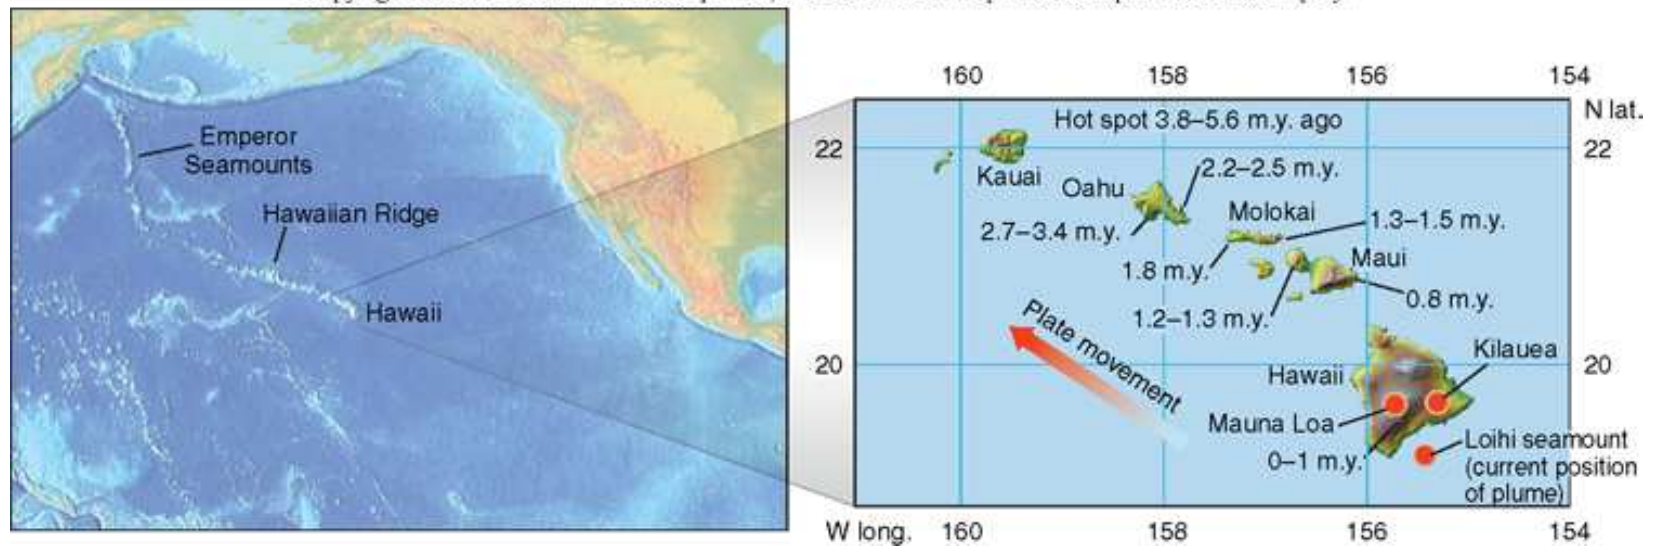 Emperor
Seamounts
Hawaiian Ridge
Hawaii
160 158 156 154
N lat.
Hot spot 3.8–5.6 m.y. ago
22 22
Kauai
Oahu
2.2–2.5 m.y.
2.7–3.4 m.y.
Molokai
1.3–1.5 m.y.
1.8 m.y.
Maui
1.2–1.3 m.y.
0.8 m.y.
Plate movement
Kilauea
20 20
Hawaii
Mauna Loa
0–1 m.y.
Loihi seamount
(current position
of plume)
W long. 160 158 156 154